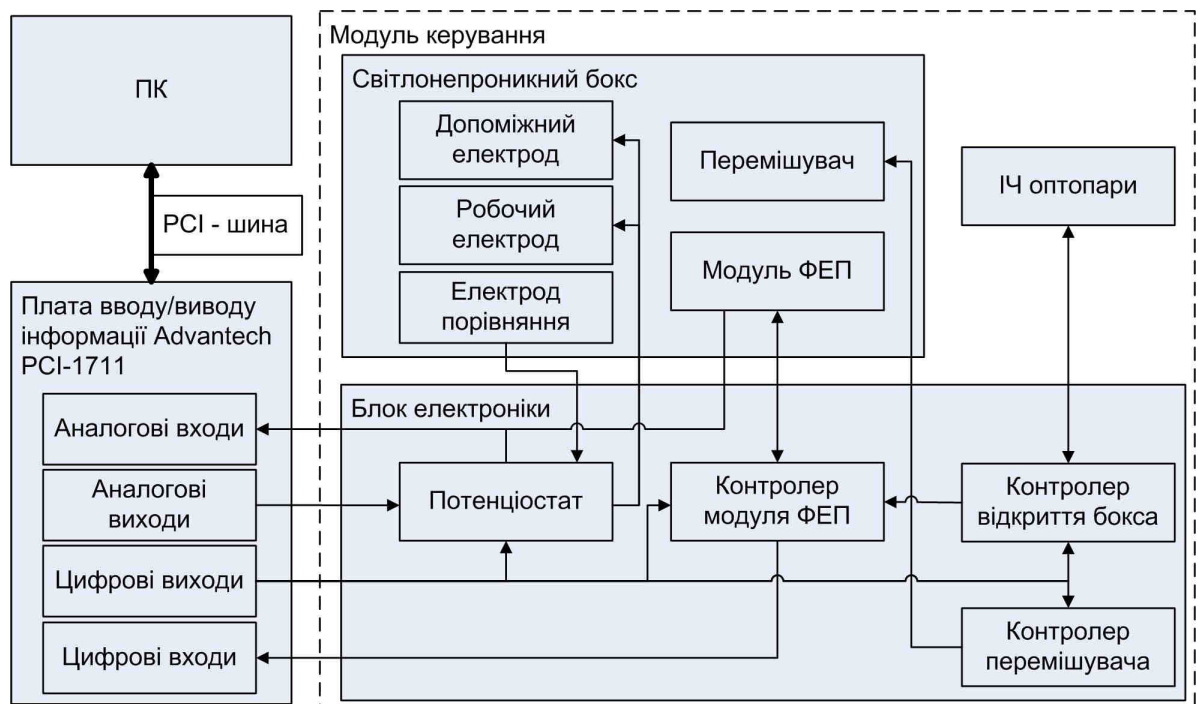 ПК
PCI - шина
Плата вводу/виводу
інформації Advantech
PCI-1711
Аналогові входи
Аналогові
виходи
Цифрові виходи
Цифрові входи
Модуль керування
Світлонепроникний бокс
Допоміжний
електрод
Робочий
електрод
Електрод
порівняння
Перемішувач
Модуль ФЕП
ІЧ оптопари
Блок електроніки
Потенціостат
Контролер
модуля ФЕП
Контролер
відкриття бокса
Контролер
перемішувача